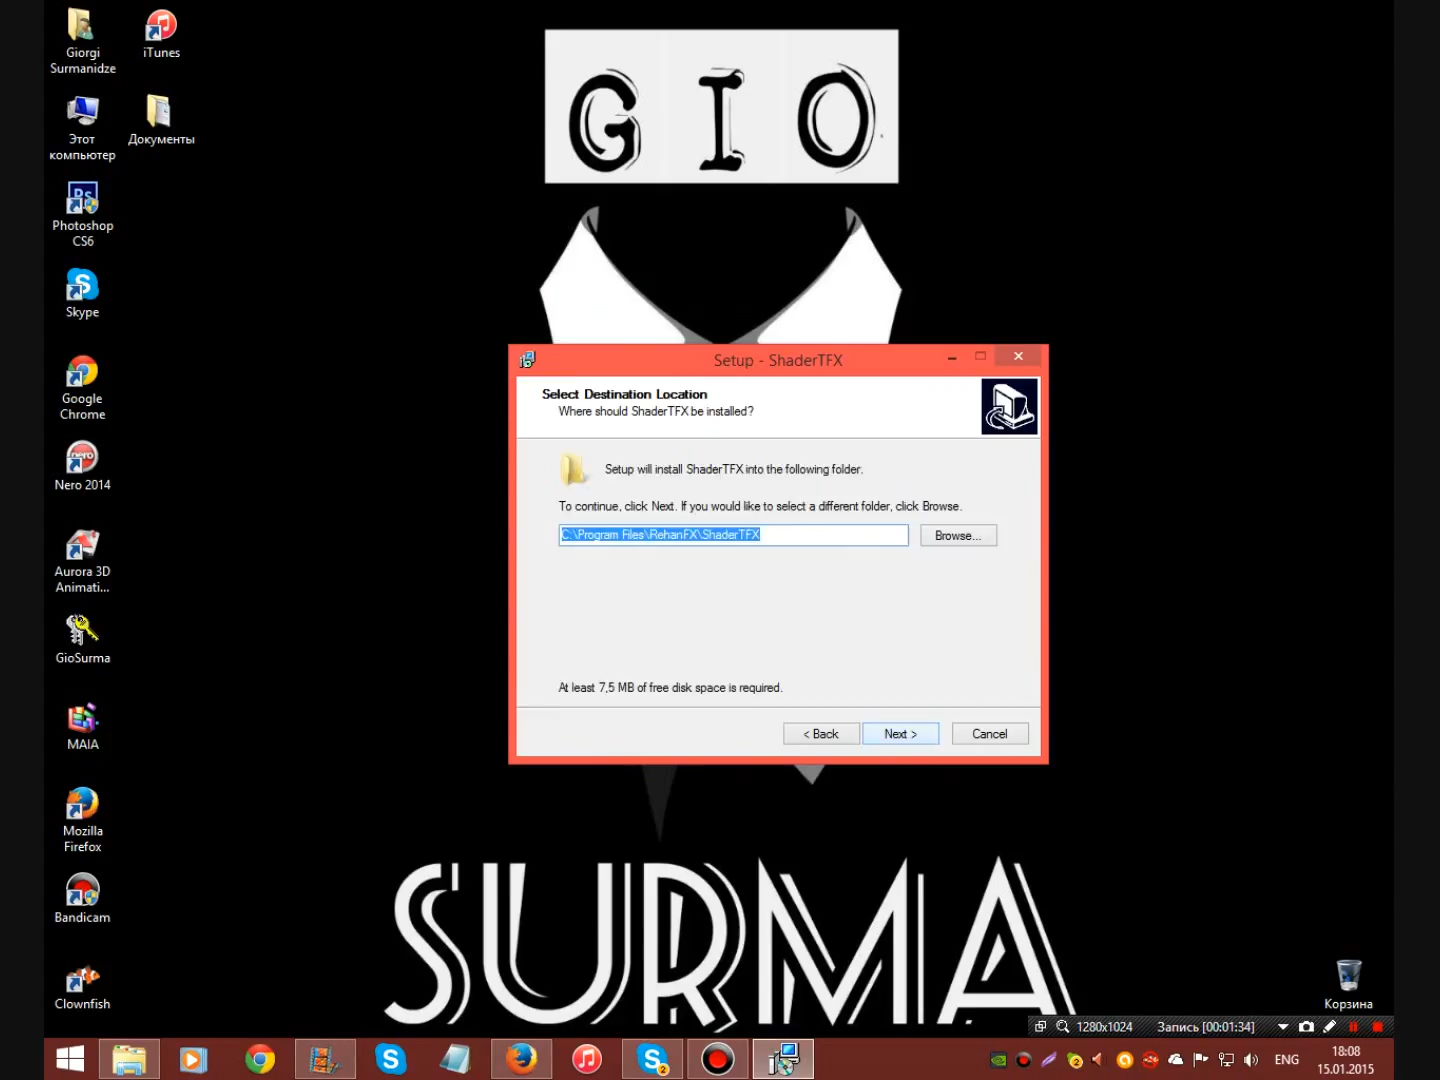 Giorgi
Surmanidze
iTunes
Этот
компьютер
Документы
Photoshop
CS6
Skype
Google
Chrome
Nero 2014
Aurora 3D
Animati...
GioSurma
MAIA
Mozilla
Firefox
Bandicam
Clownfish
GIO
SURMA
Setup - ShaderTFX
Select Destination Location
Where should ShaderTFX be installed?
Setup will install ShaderTFX into the following folder.
To continue, click Next. If you would like to select a different folder, click Browse.
C:\Program Files\RehanFX\ShaderTFX
Browse...
At least 7,5 MB of free disk space is required.
< Back
Next >
Cancel
Корзина
1280x1024
Запись [00:01:34]
ENG
18:08
15.01.2015